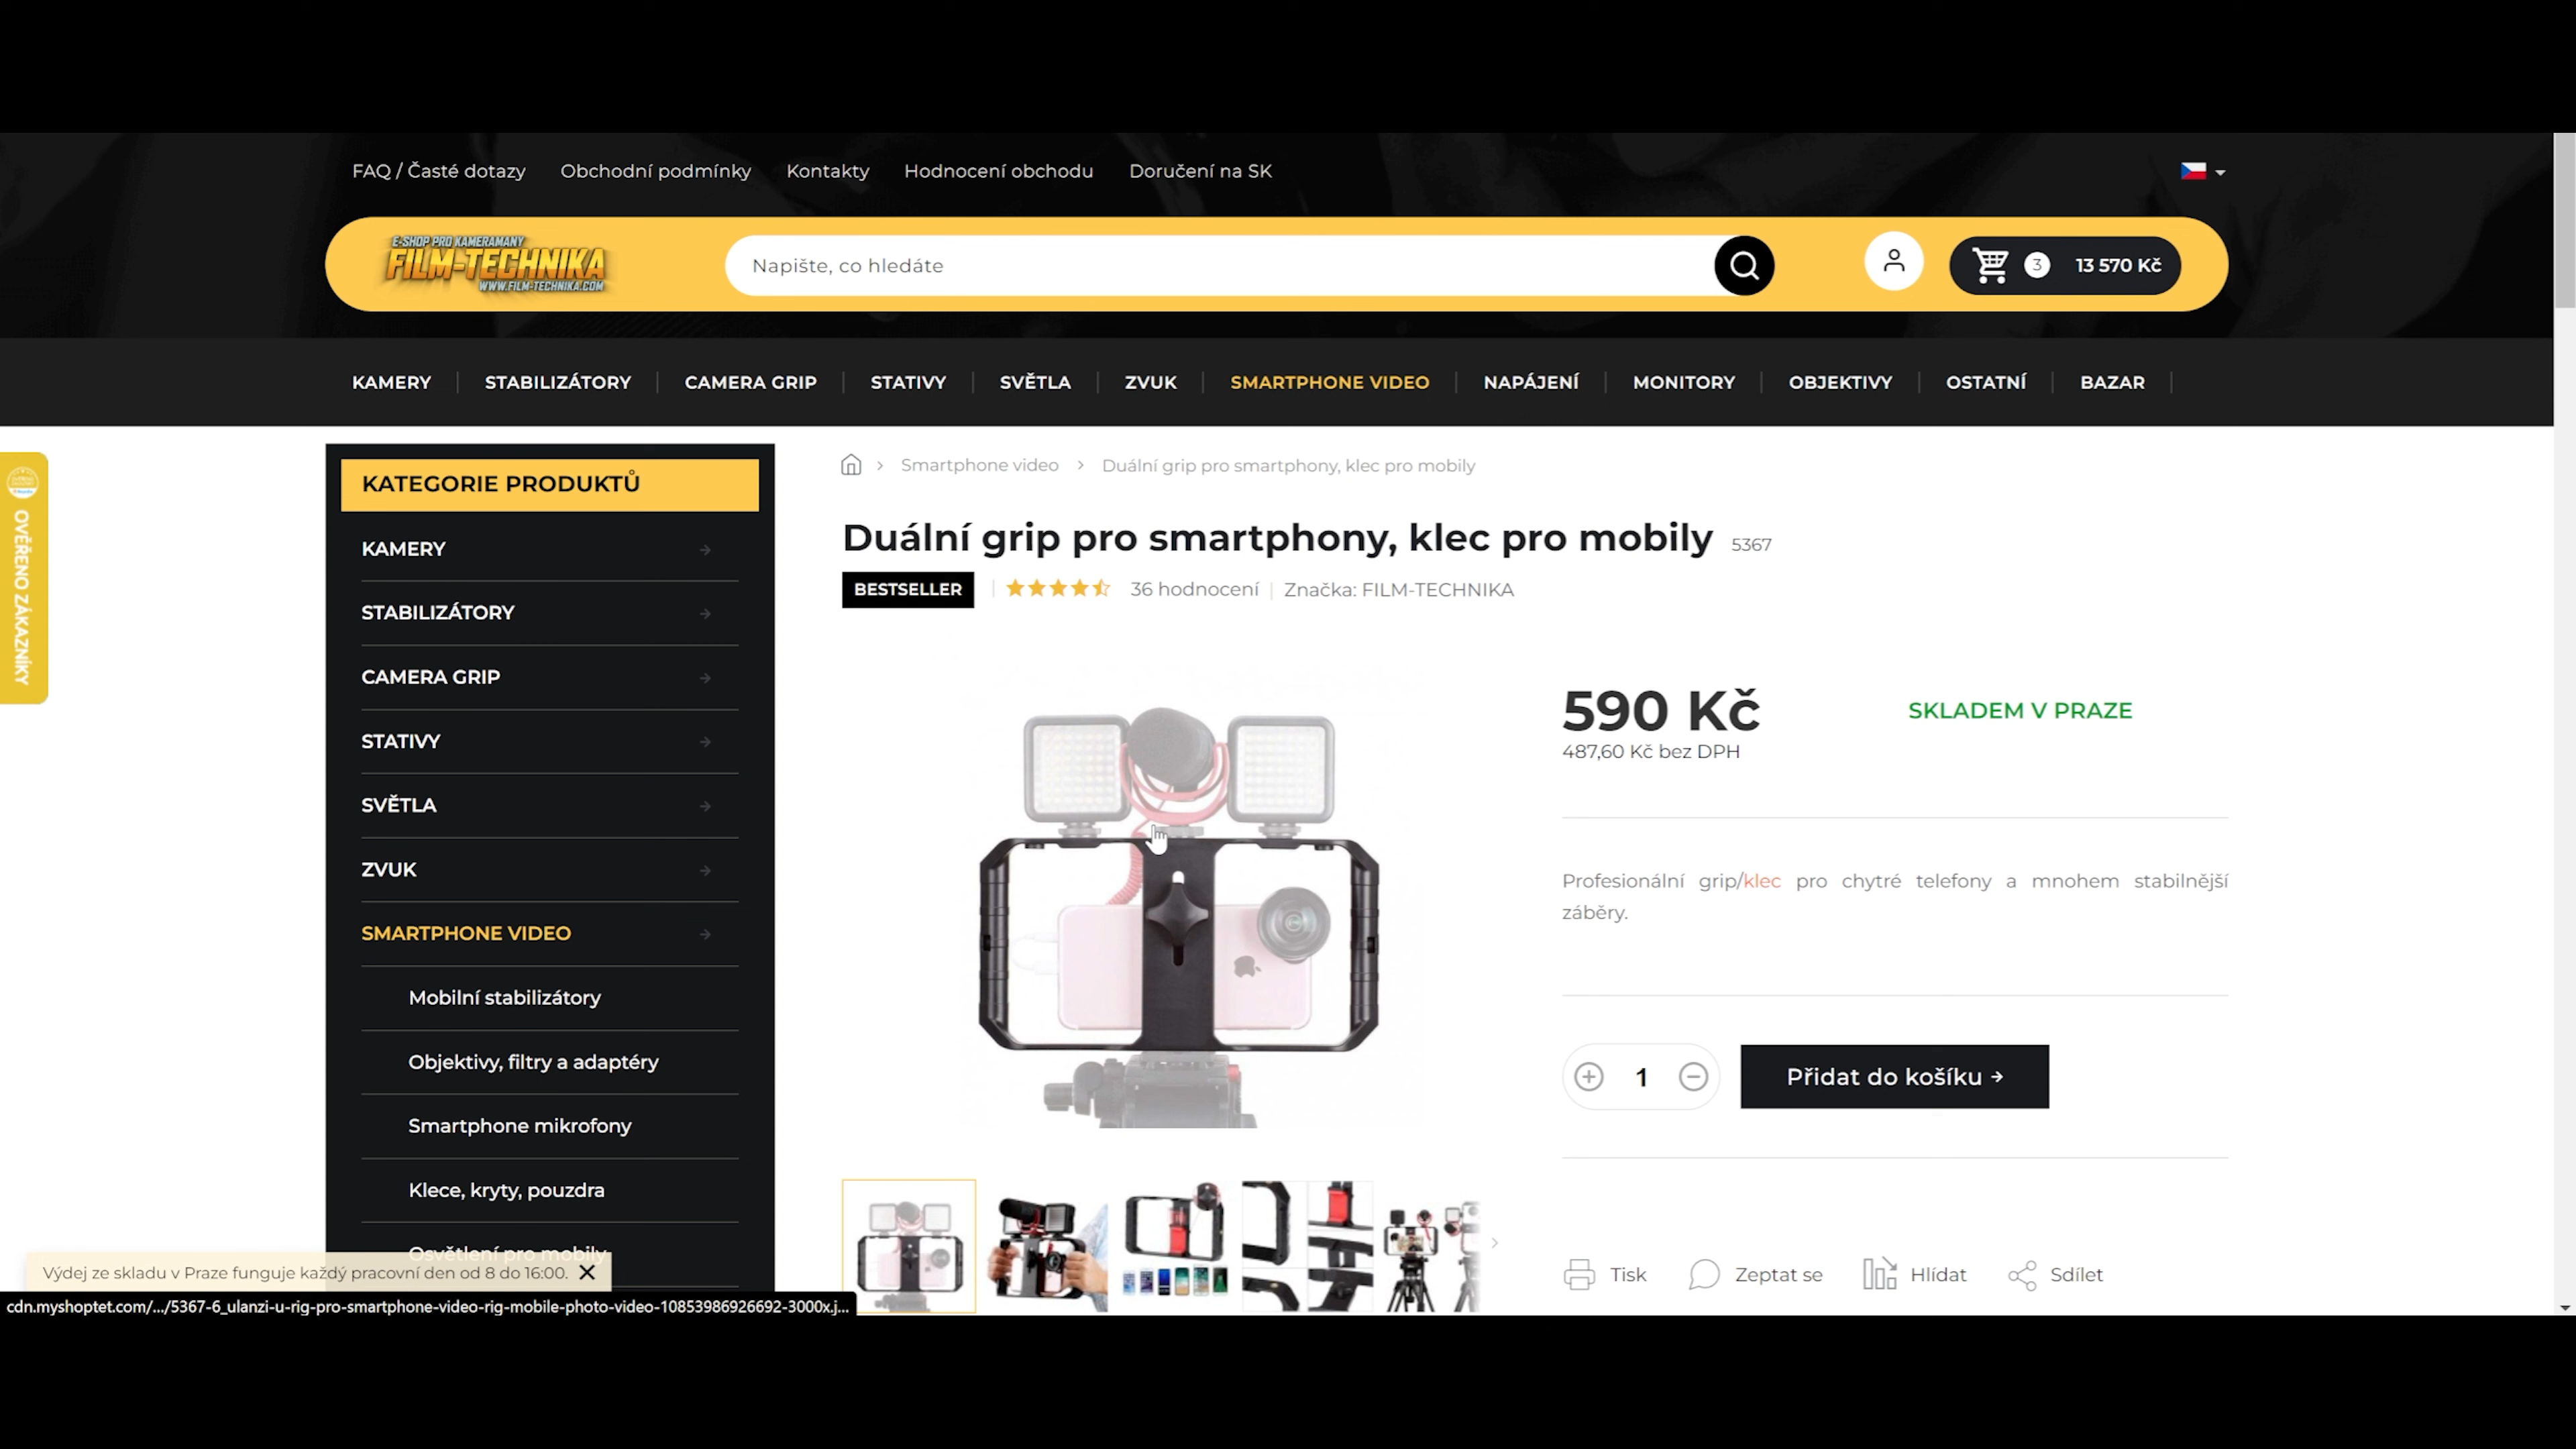 FAQ / Časté dotazy
Obchodní podmínky
Kontakty
Hodnocení obchodu
Doručení na SK
E-SHOP PRO KAMERAMANY
FILM-TECHNIKA
WWW.FILM-TECHNIKA.COM
Napište, co hledáte
3
13 570 Kč
KAMERY
STABILIZÁTORY
CAMERA GRIP
STATIVY
SVĚTLA
ZVUK
SMARTPHONE VIDEO
NAPÁJENÍ
MONITORY
OBJEKTIVY
OSTATNÍ
BAZAR
OVĚŘENO ZÁKAZNÍKY
KATEGORIE PRODUKTŮ
KAMERY
STABILIZÁTORY
CAMERA GRIP
STATIVY
SVĚTLA
ZVUK
SMARTPHONE VIDEO
Mobilní stabilizátory
Objektivy, filtry a adaptéry
Smartphone mikrofony
Klece, kryty, pouzdra
Osvětlení pro mobily
Smartphone video
Duální grip pro smartphony, klec pro mobily
Duální grip pro smartphony, klec pro mobily 5367
BESTSELLER
36 hodnocení
Značka: FILM-TECHNIKA
590 Kč
487,60 Kč bez DPH
SKLADEM V PRAZE
Profesionální grip/klec pro chytré telefony a mnohem stabilnější
záběry.
1
Přidat do košíku
Tisk
Zeptat se
Hlídat
Sdílet
Výdej ze skladu v Praze funguje každý pracovní den od 8 do 16:00.
cdn.myshoptet.com/.../5367-6_ulanzi-u-rig-pro-smartphone-video-rig-mobile-photo-video-10853986926692-3000x.j...